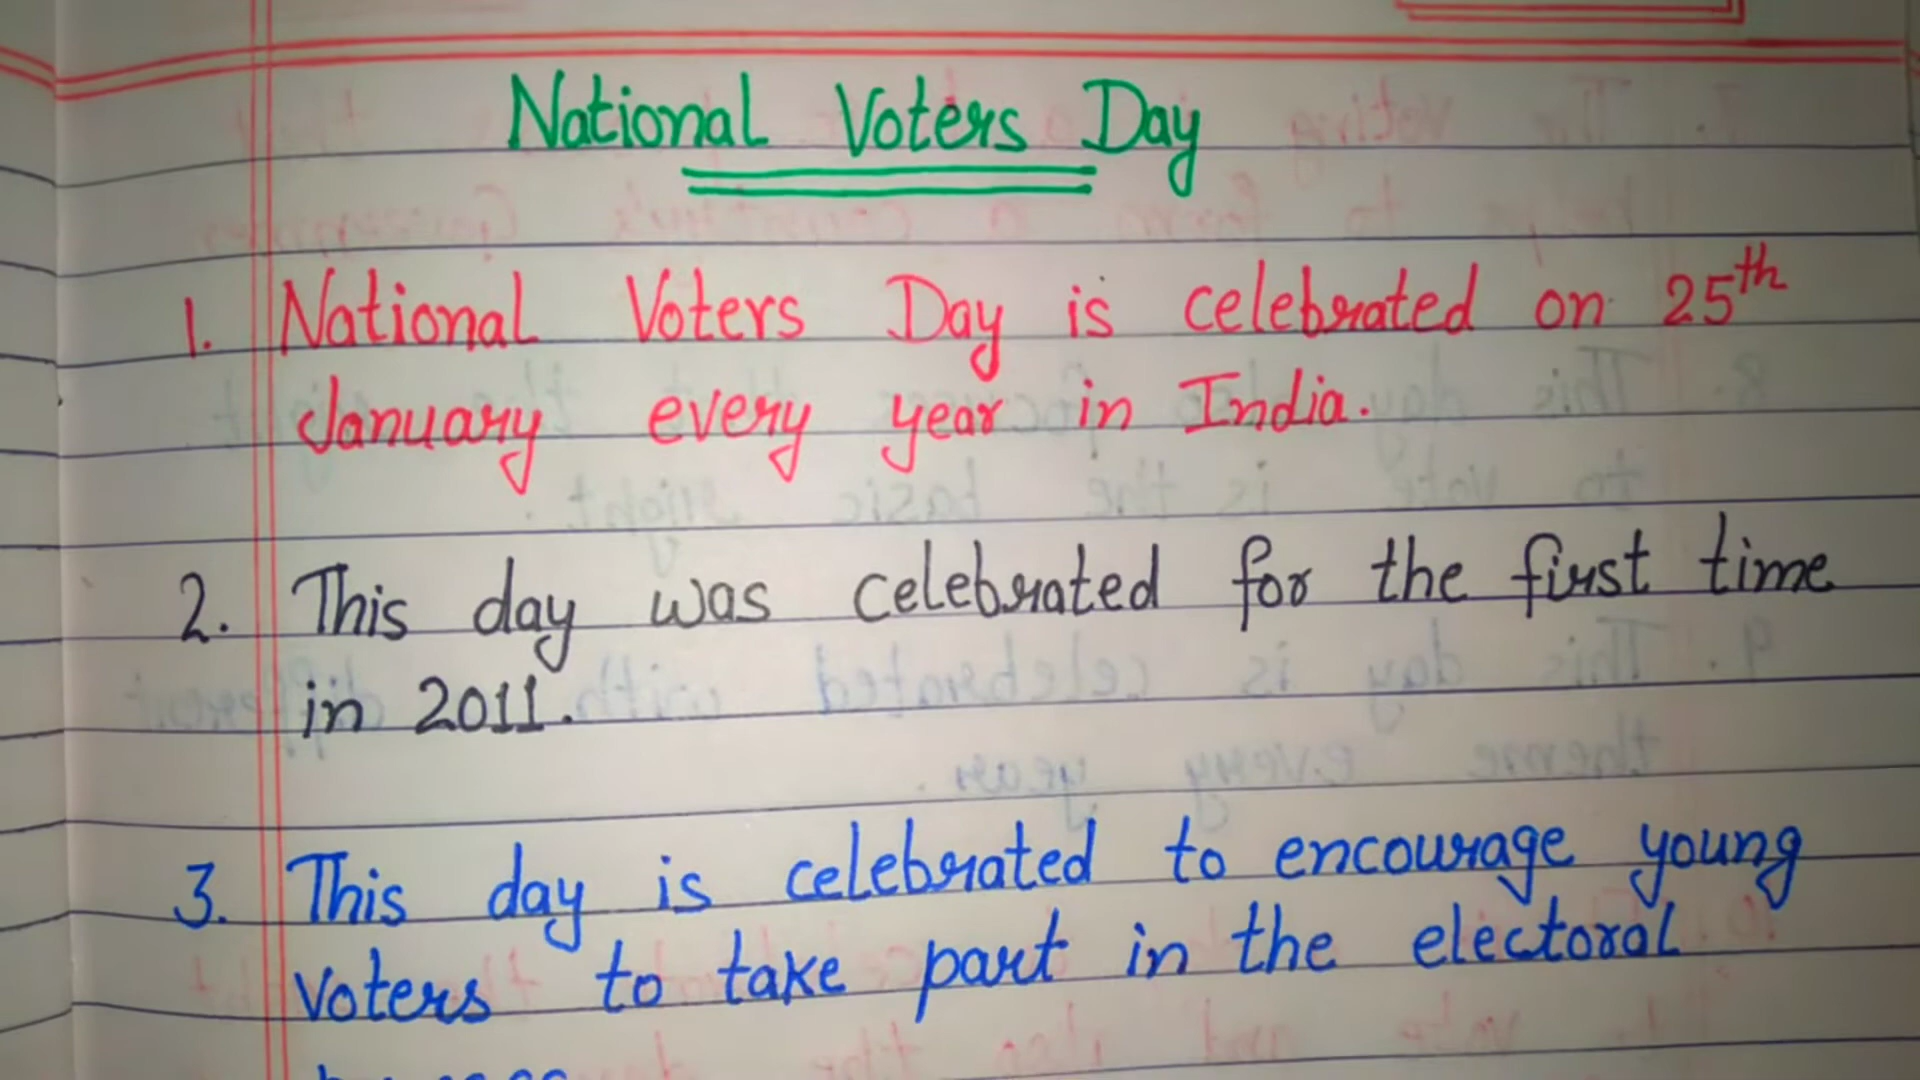 National Voters Day
1. National Voters Day is celebrated on 25th
January every year in India.
2. This day was celebrated for the first time
in 2011.
3. This day is celebrated to encourage young
voters to take part in the electoral